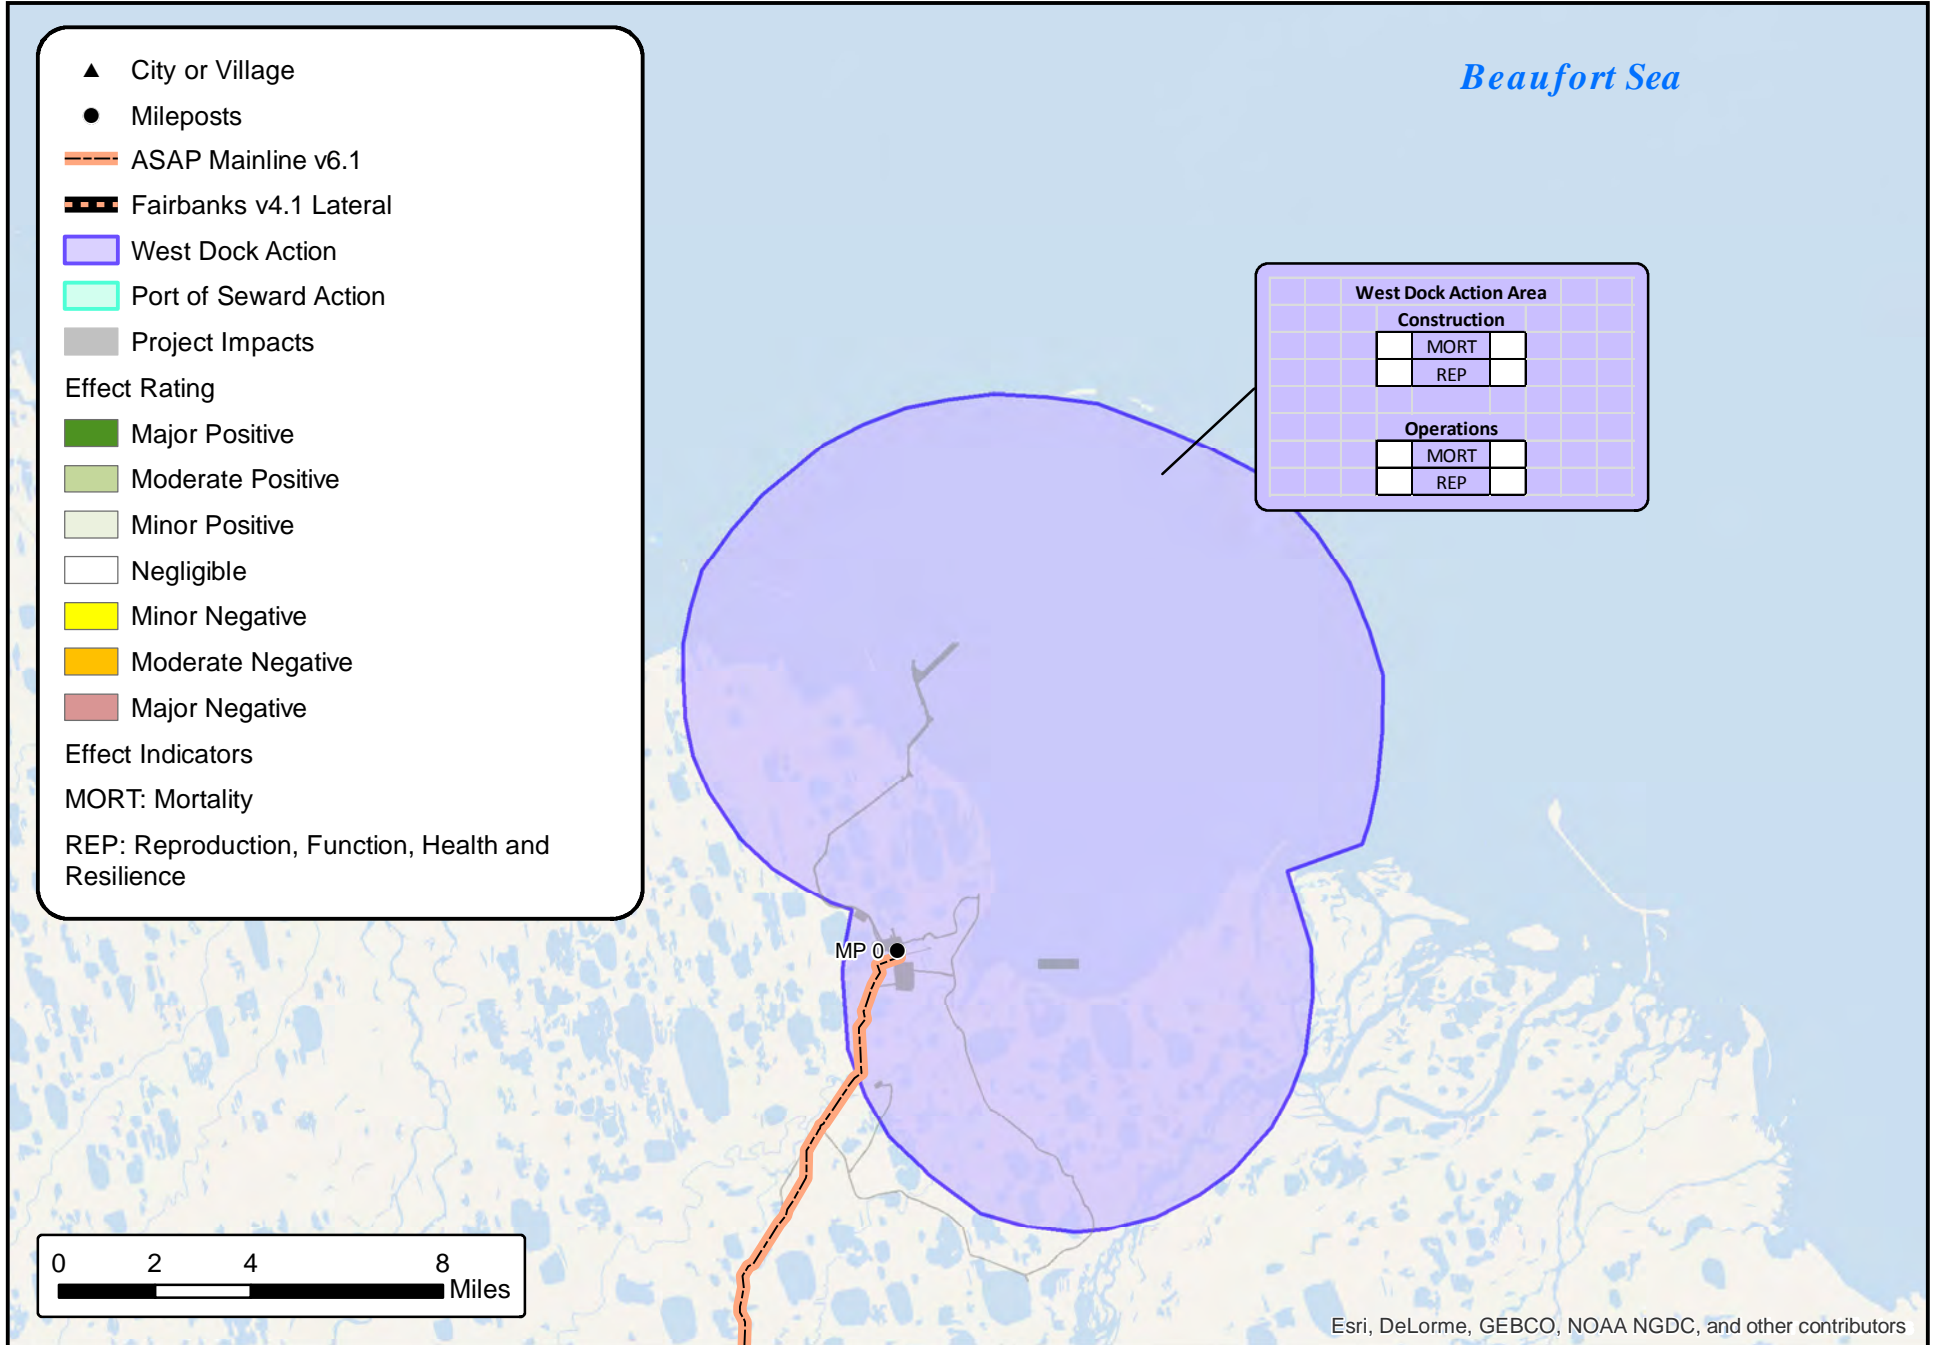 City or Village
Mileposts
ASAP Mainline v6.1
Fairbanks v4.1 Lateral
West Dock Action
Port of Seward Action
Project Impacts
Effect Rating
Major Positive
Moderate Positive
Minor Positive
Negligible
Minor Negative
Moderate Negative
Major Negative
Effect Indicators
MORT: Mortality
REP: Reproduction, Function, Health and
Resilience
Beaufort Sea
West Dock Action Area
Construction
MORT
REP
Operations
MORT
REP
MP 0
0 2 4 8
Miles
Esri, DeLorme, GEBCO, NOAA NGDC, and other contributors